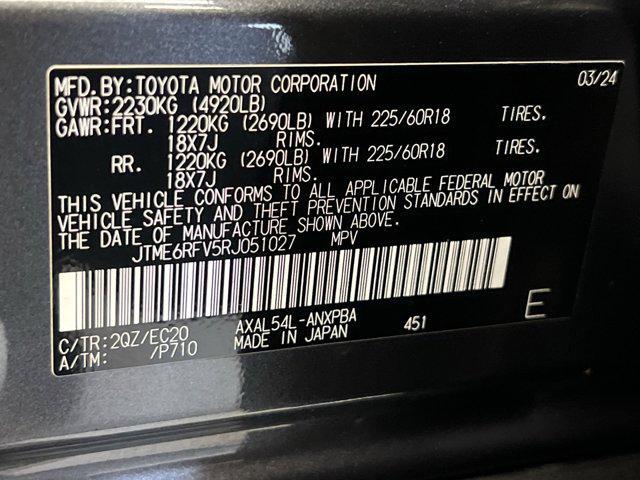 MFD.BY:TOYOTA MOTOR CORPORATION 03/24
GVWR:2230KG (4920LB)
GAWR:FRT. 1220KG (2690LB) WITH 225/60R18 TIRES.
18X7J RIMS.
RR. 1220KG (2690LB) WITH 225/60R18 TIRES.
18X7J RIMS.
THIS VEHICLE CONFORMS TO ALL APPLICABLE FEDERAL MOTOR
VEHICLE SAFETY AND THEFT PREVENTION STANDARDS IN EFFECT ON
THE DATE OF MANUFACTURE SHOWN ABOVE.
JTME6RFV5RJ051027 MPV
E
C/TR:2QZ/EC20 AXAL54L-ANXPBA 451
A/TM: /P710 MADE IN JAPAN